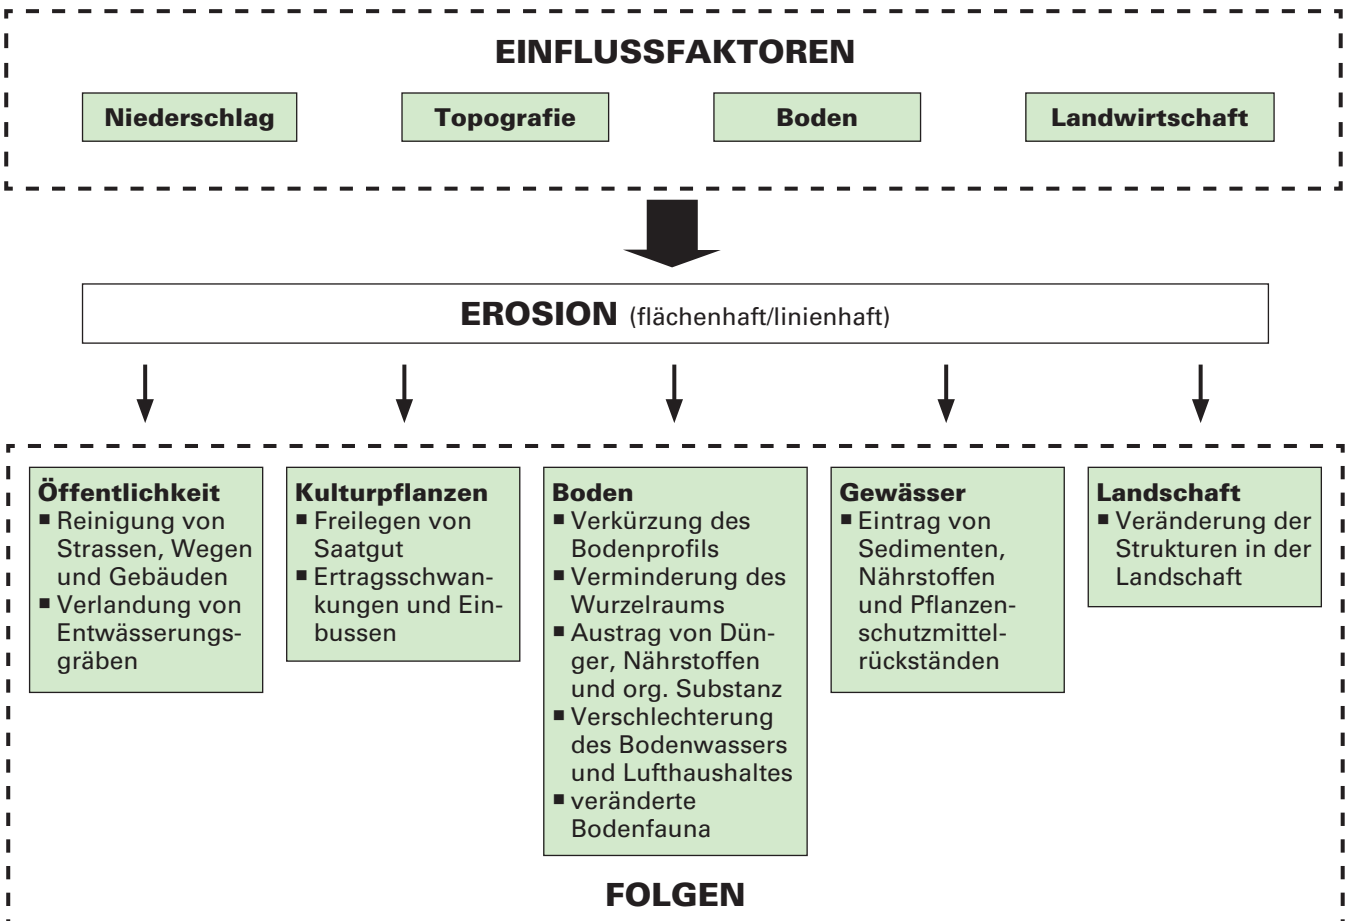 EINFLUSSFAKTOREN
Niederschlag
Topografie
Boden
Landwirtschaft
EROSION (flächenhaft/linienhaft)
Öffentlichkeit
▪ Reinigung von
Strassen, Wegen
und Gebäuden
▪ Verlandung von
Entwässerungs-
gräben
Kulturpflanzen
▪ Freilegen von
Saatgut
▪ Ertragsschwan-
kungen und Ein-
bussen
Boden
▪ Verkürzung des
Bodenprofils
▪ Verminderung des
Wurzelraums
▪ Austrag von Dün-
ger, Nährstoffen
und org. Substanz
▪ Verschlechterung
des Bodenwassers
und Lufthaushaltes
▪ veränderte
Bodenfauna
Gewässer
▪ Eintrag von
Sedimenten,
Nährstoffen
und Pflanzen-
schutzmittel-
rückständen
Landschaft
▪ Veränderung der
Strukturen in der
Landschaft
FOLGEN